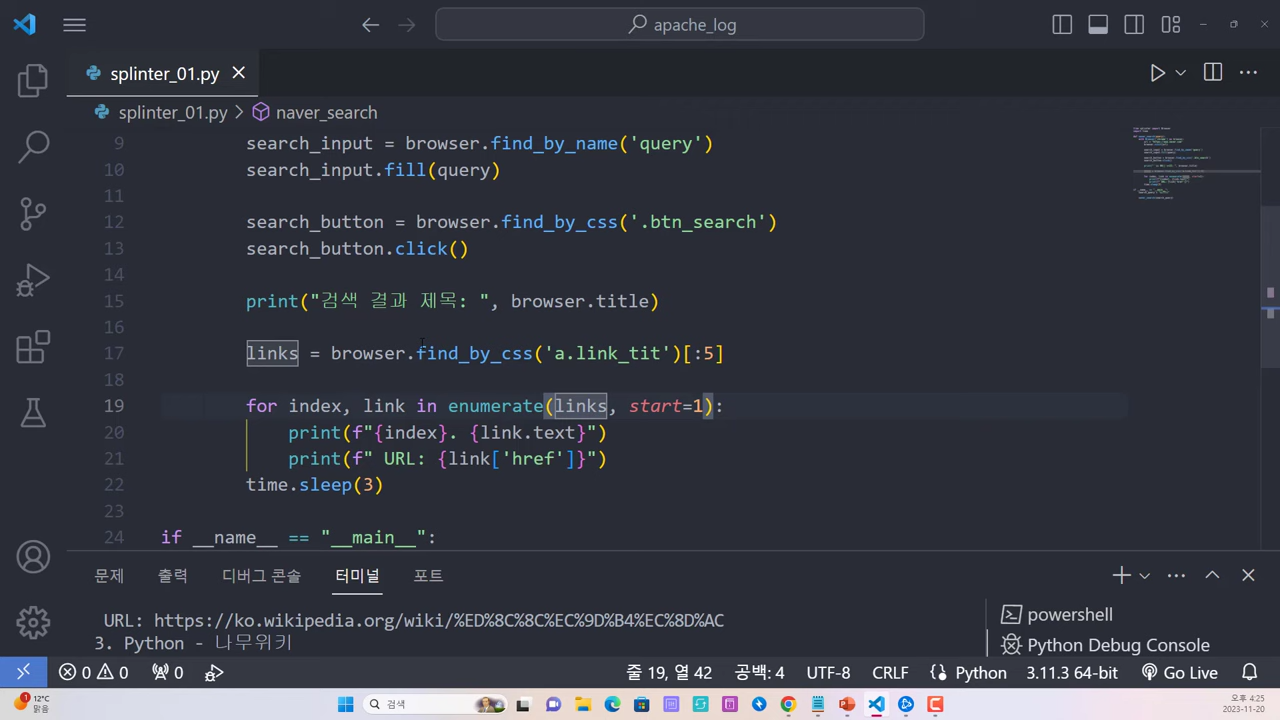 apache_log
splinter_01.py
splinter_01.py > naver_search
9 search_input = browser.find_by_name('query')
10 search_input.fill(query)
11
12 search_button = browser.find_by_css('.btn_search')
13 search_button.click()
14
15 print("검색 결과 제목: ", browser.title)
16
17 links = browser.find_by_css('a.link_tit')[:5]
18
19 for index, link in enumerate(links, start=1):
20 print(f"{index}. {link.text}")
21 print(f" URL: {link['href']}")
22 time.sleep(3)
23
24 if __name__ == "__main__":
문제 출력 디버그 콘솔 터미널 포트
URL: https://ko.wikipedia.org/wiki/%ED%8C%8C%EC%9D%B4%EC%8D%AC
3. Python - 나무위키
powershell
Python Debug Console
0 0 0 줄 19, 열 42 공백: 4 UTF-8 CRLF Python 3.11.3 64-bit Go Live
1 12°C
맑음
검색
오후 4:25
2023-11-20